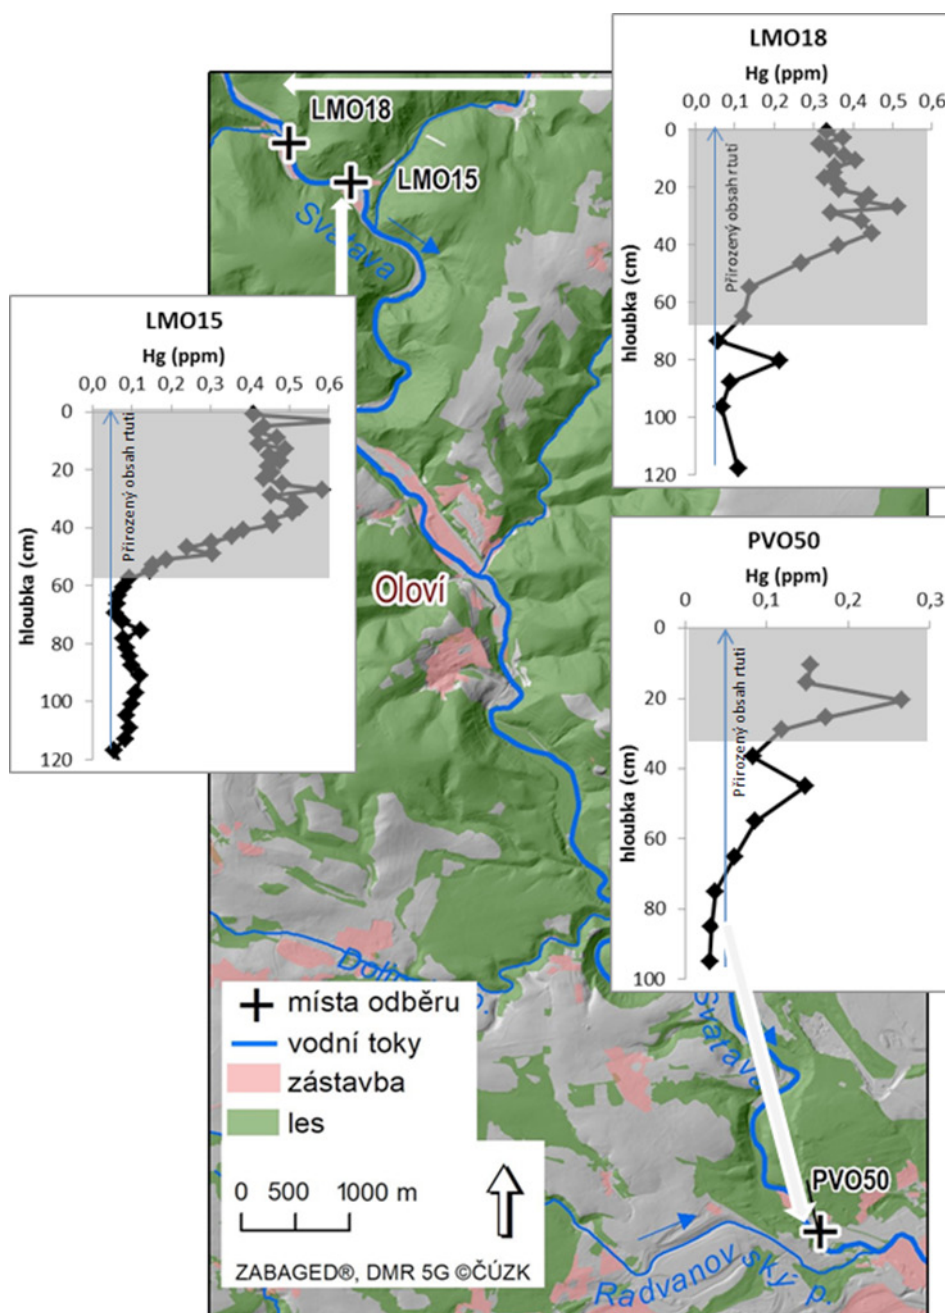 LMO18
Hg (ppm)
0,0 0,1 0,2 0,3 0,4 0,5 0,6
0
20
40
60
80
100
120
hloubka (cm)
Přirozený obsah rtuti
LMO18
LMO15
Svatava
LMO15
Hg (ppm)
0,0 0,1 0,2 0,3 0,4 0,5 0,6
0
20
40
60
80
100
120
hloubka (cm)
Přirozený obsah rtuti
Oloví
PVO50
Hg (ppm)
0 0,1 0,2 0,3
0
20
40
60
80
100
hloubka (cm)
Přirozený obsah rtuti
p.
Svatava
místa odběru
vodní toky
zástavba
les
0 500 1000 m
ZABAGED®, DMR 5G ©ČÚZK
PVO50
Radvanovský p.